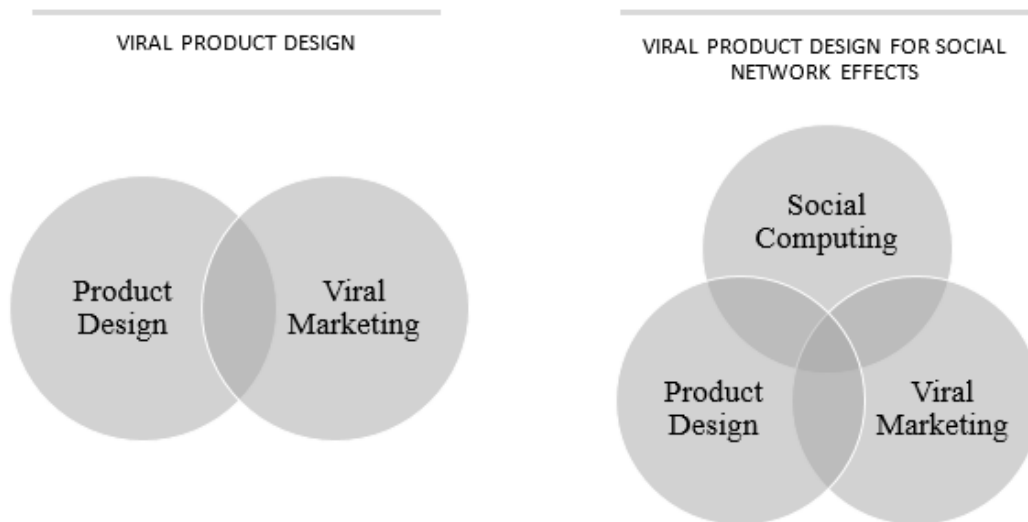 VIRAL PRODUCT DESIGN
Product
Design
Viral
Marketing
VIRAL PRODUCT DESIGN FOR SOCIAL
NETWORK EFFECTS
Social
Computing
Product
Design
Viral
Marketing